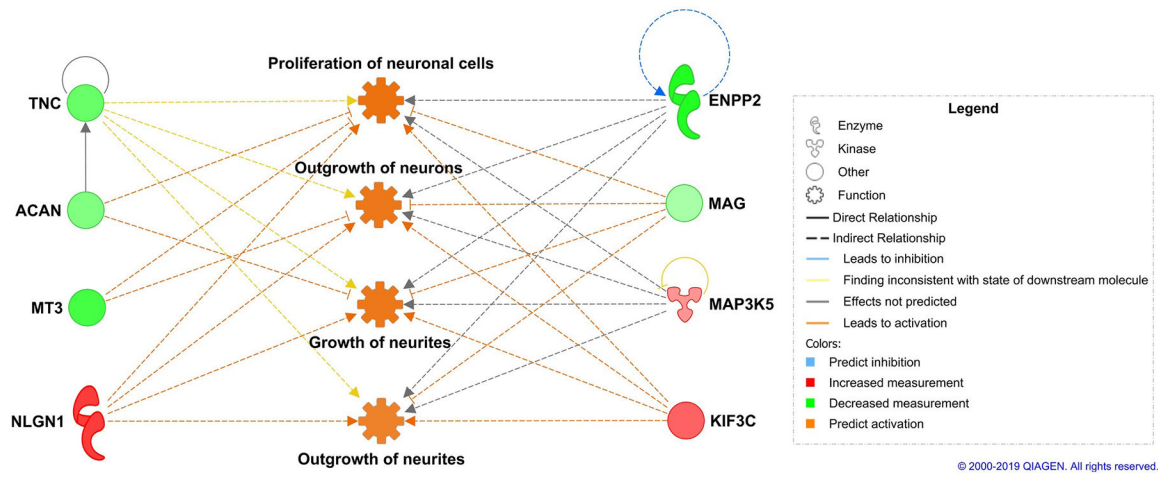 Proliferation of neuronal cells
TNC
ENPP2
Outgrowth of neurons
ACAN
MAG
MT3
MAP3K5
Growth of neurites
NLGN1
KIF3C
Outgrowth of neurites
Legend
Enzyme
Kinase
Other
Function
Direct Relationship
Indirect Relationship
Leads to inhibition
Finding inconsistent with state of downstream molecule
Effects not predicted
Leads to activation
Colors:
Predict inhibition
Increased measurement
Decreased measurement
Predict activation
© 2000-2019 QIAGEN. All rights reserved.